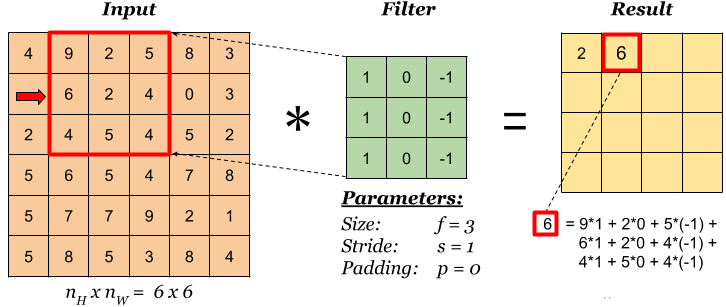 Input Filter Result
4 9 2 5 8 3
6 2 4 0 3
2 4 5 4 5 2
5 6 5 4 7 8
5 7 7 9 2 1
5 8 5 3 8 4
n_H x n_W = 6 x 6
*
1 0 -1
1 0 -1
1 0 -1
Parameters:
Size: f = 3
Stride: s = 1
Padding: p = 0
=
2 6
6 = 9*1 + 2*0 + 5*(-1) +
6*1 + 2*0 + 4*(-1) +
4*1 + 5*0 + 4*(-1)